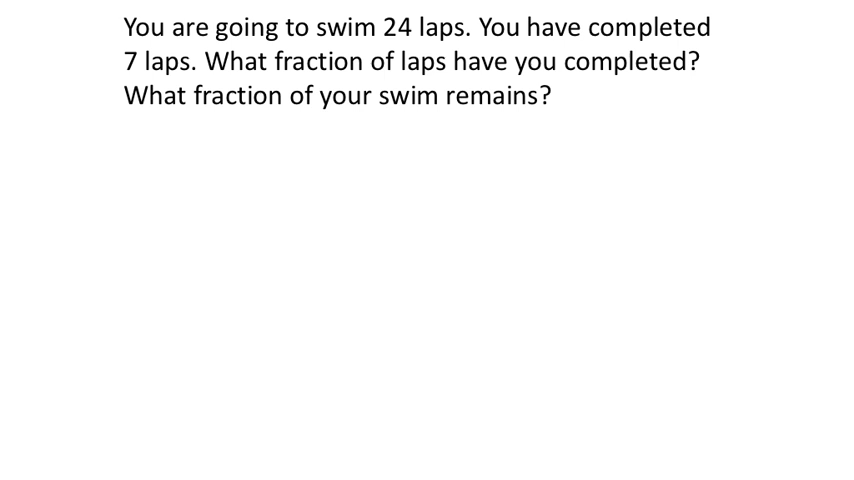 You are going to swim 24 laps. You have completed
7 laps. What fraction of laps have you completed?
What fraction of your swim remains?